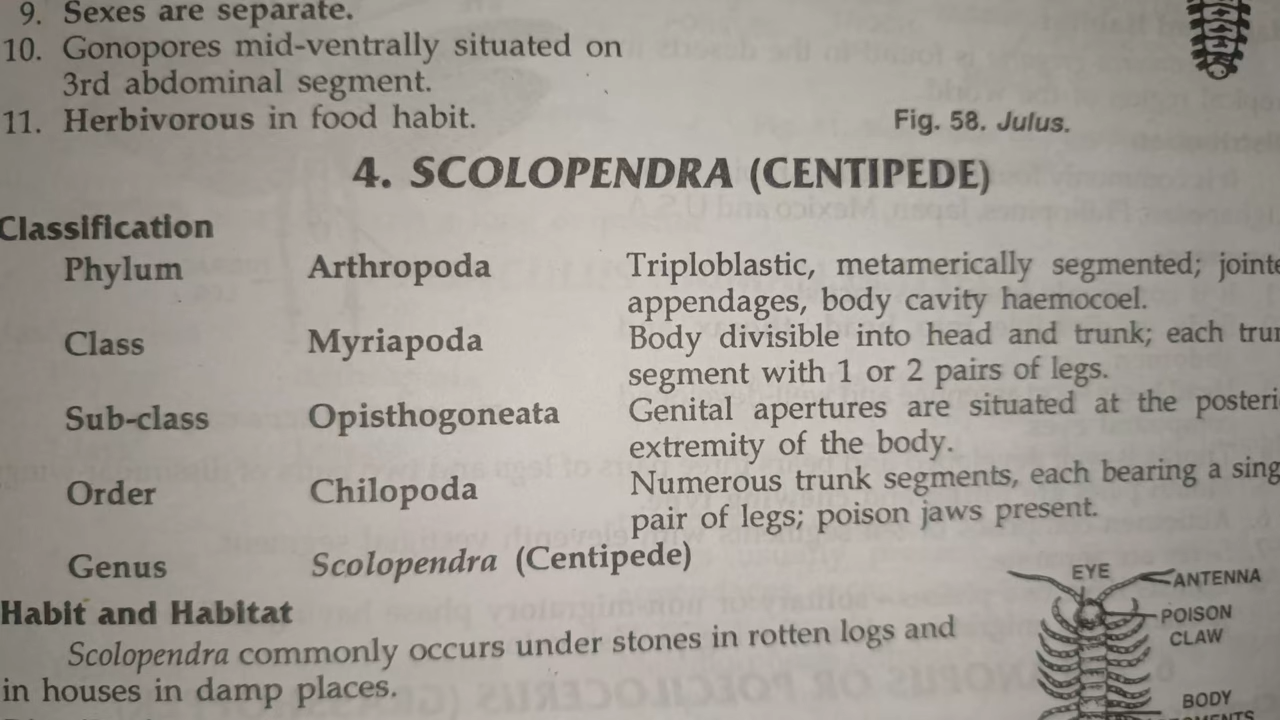 9. Sexes are separate.
10. Gonopores mid-ventrally situated on
3rd abdominal segment.
11. Herbivorous in food habit.
Fig. 58. Julus.
4. SCOLOPENDRA (CENTIPEDE)
Classification
Phylum Arthropoda Triploblastic, metamerically segmented; jointe
appendages, body cavity haemocoel.
Class Myriapoda Body divisible into head and trunk; each trun
segment with 1 or 2 pairs of legs.
Sub-class Opisthogoneata Genital apertures are situated at the posteri
extremity of the body.
Order Chilopoda Numerous trunk segments, each bearing a sing
pair of legs; poison jaws present.
Genus Scolopendra (Centipede)
Habit and Habitat
Scolopendra commonly occurs under stones in rotten logs and
in houses in damp places.
EYE
ANTENNA
POISON
CLAW
BODY